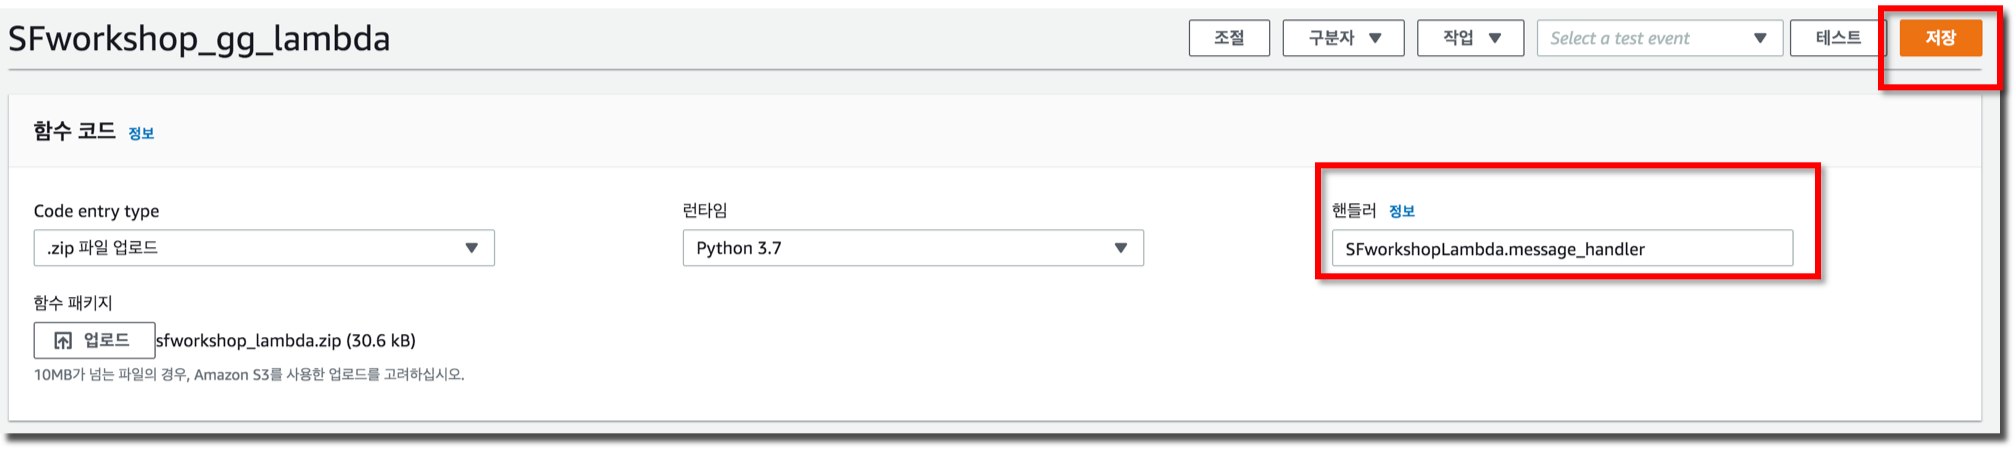 SFworkshop_gg_lambda
조절 구분자 작업 Select a test event 테스트 저장
함수 코드 정보
Code entry type
.zip 파일 업로드
런타임
Python 3.7
핸들러 정보
SFworkshopLambda.message_handler
함수 패키지
업로드 sfworkshop_lambda.zip (30.6 kB)
10MB가 넘는 파일의 경우, Amazon S3를 사용한 업로드를 고려하십시오.